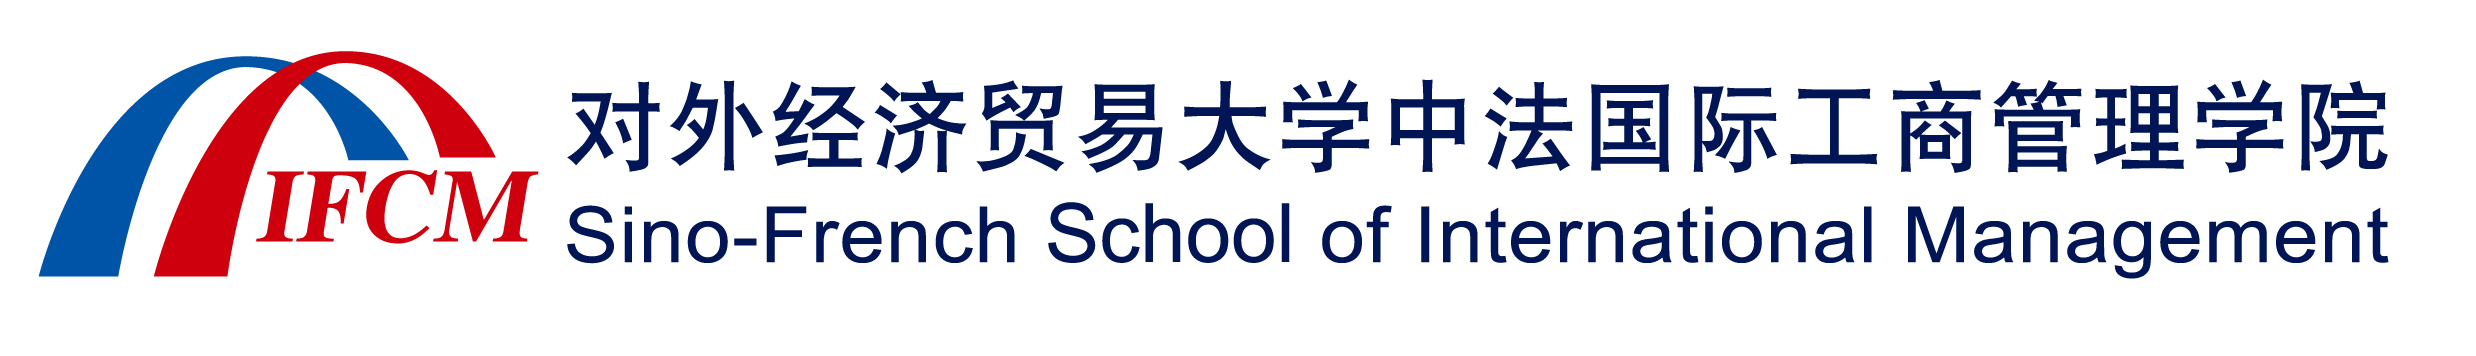 IFCM
对外经济贸易大学中法国际工商管理学院
Sino-French School of International Management